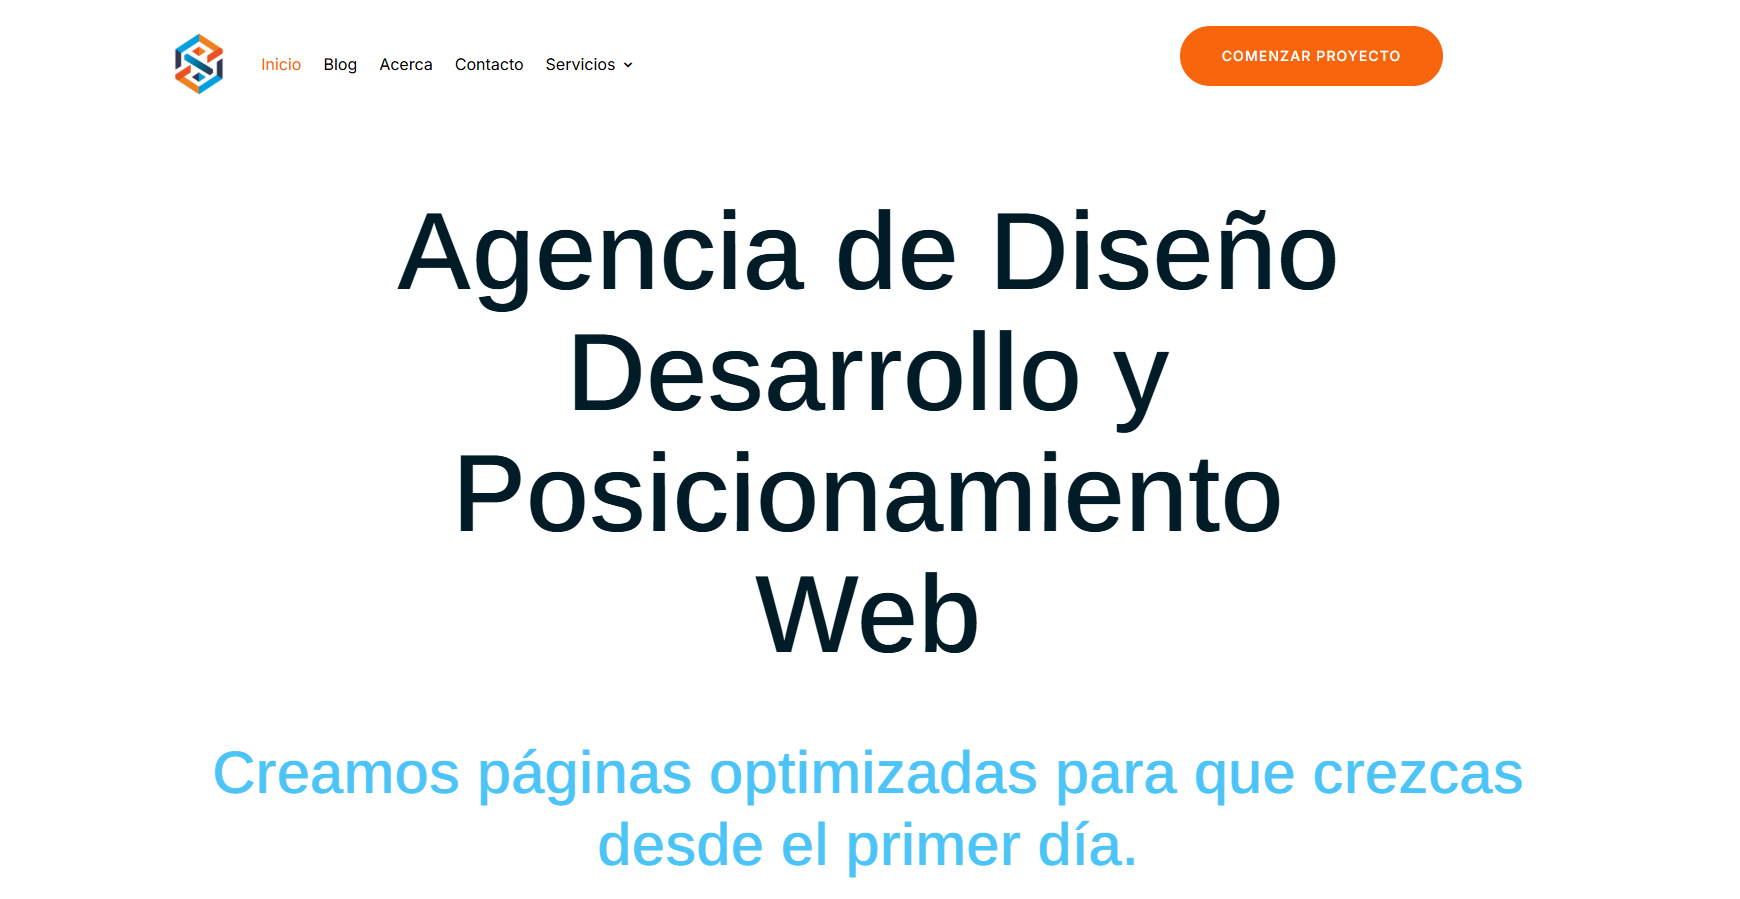 Inicio Blog Acerca Contacto Servicios COMENZAR PROYECTO
Agencia de Diseño
Desarrollo y
Posicionamiento
Web
Creamos páginas optimizadas para que crezcas
desde el primer día.